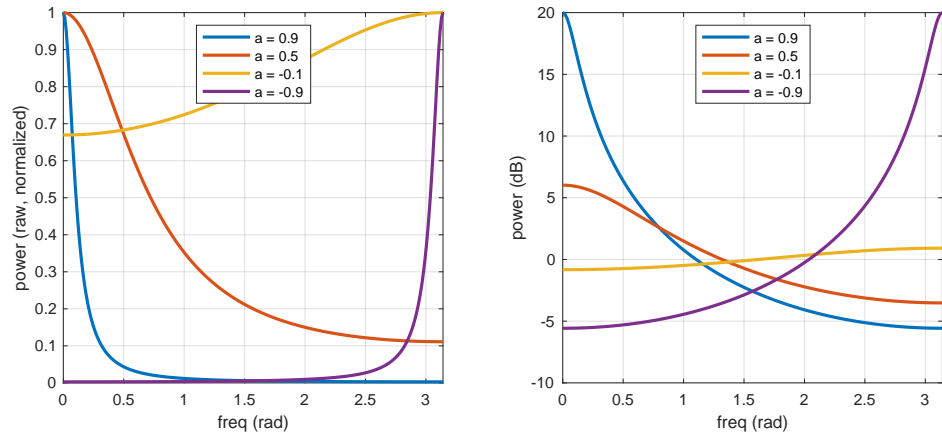 1
0.9
0.8
0.7
0.6
0.5
0.4
0.3
0.2
0.1
0
power (raw, normalized)
a = 0.9
a = 0.5
a = -0.1
a = -0.9
0 0.5 1 1.5 2 2.5 3
freq (rad)
20
15
10
5
0
-5
-10
power (dB)
a = 0.9
a = 0.5
a = -0.1
a = -0.9
0 0.5 1 1.5 2 2.5 3
freq (rad)